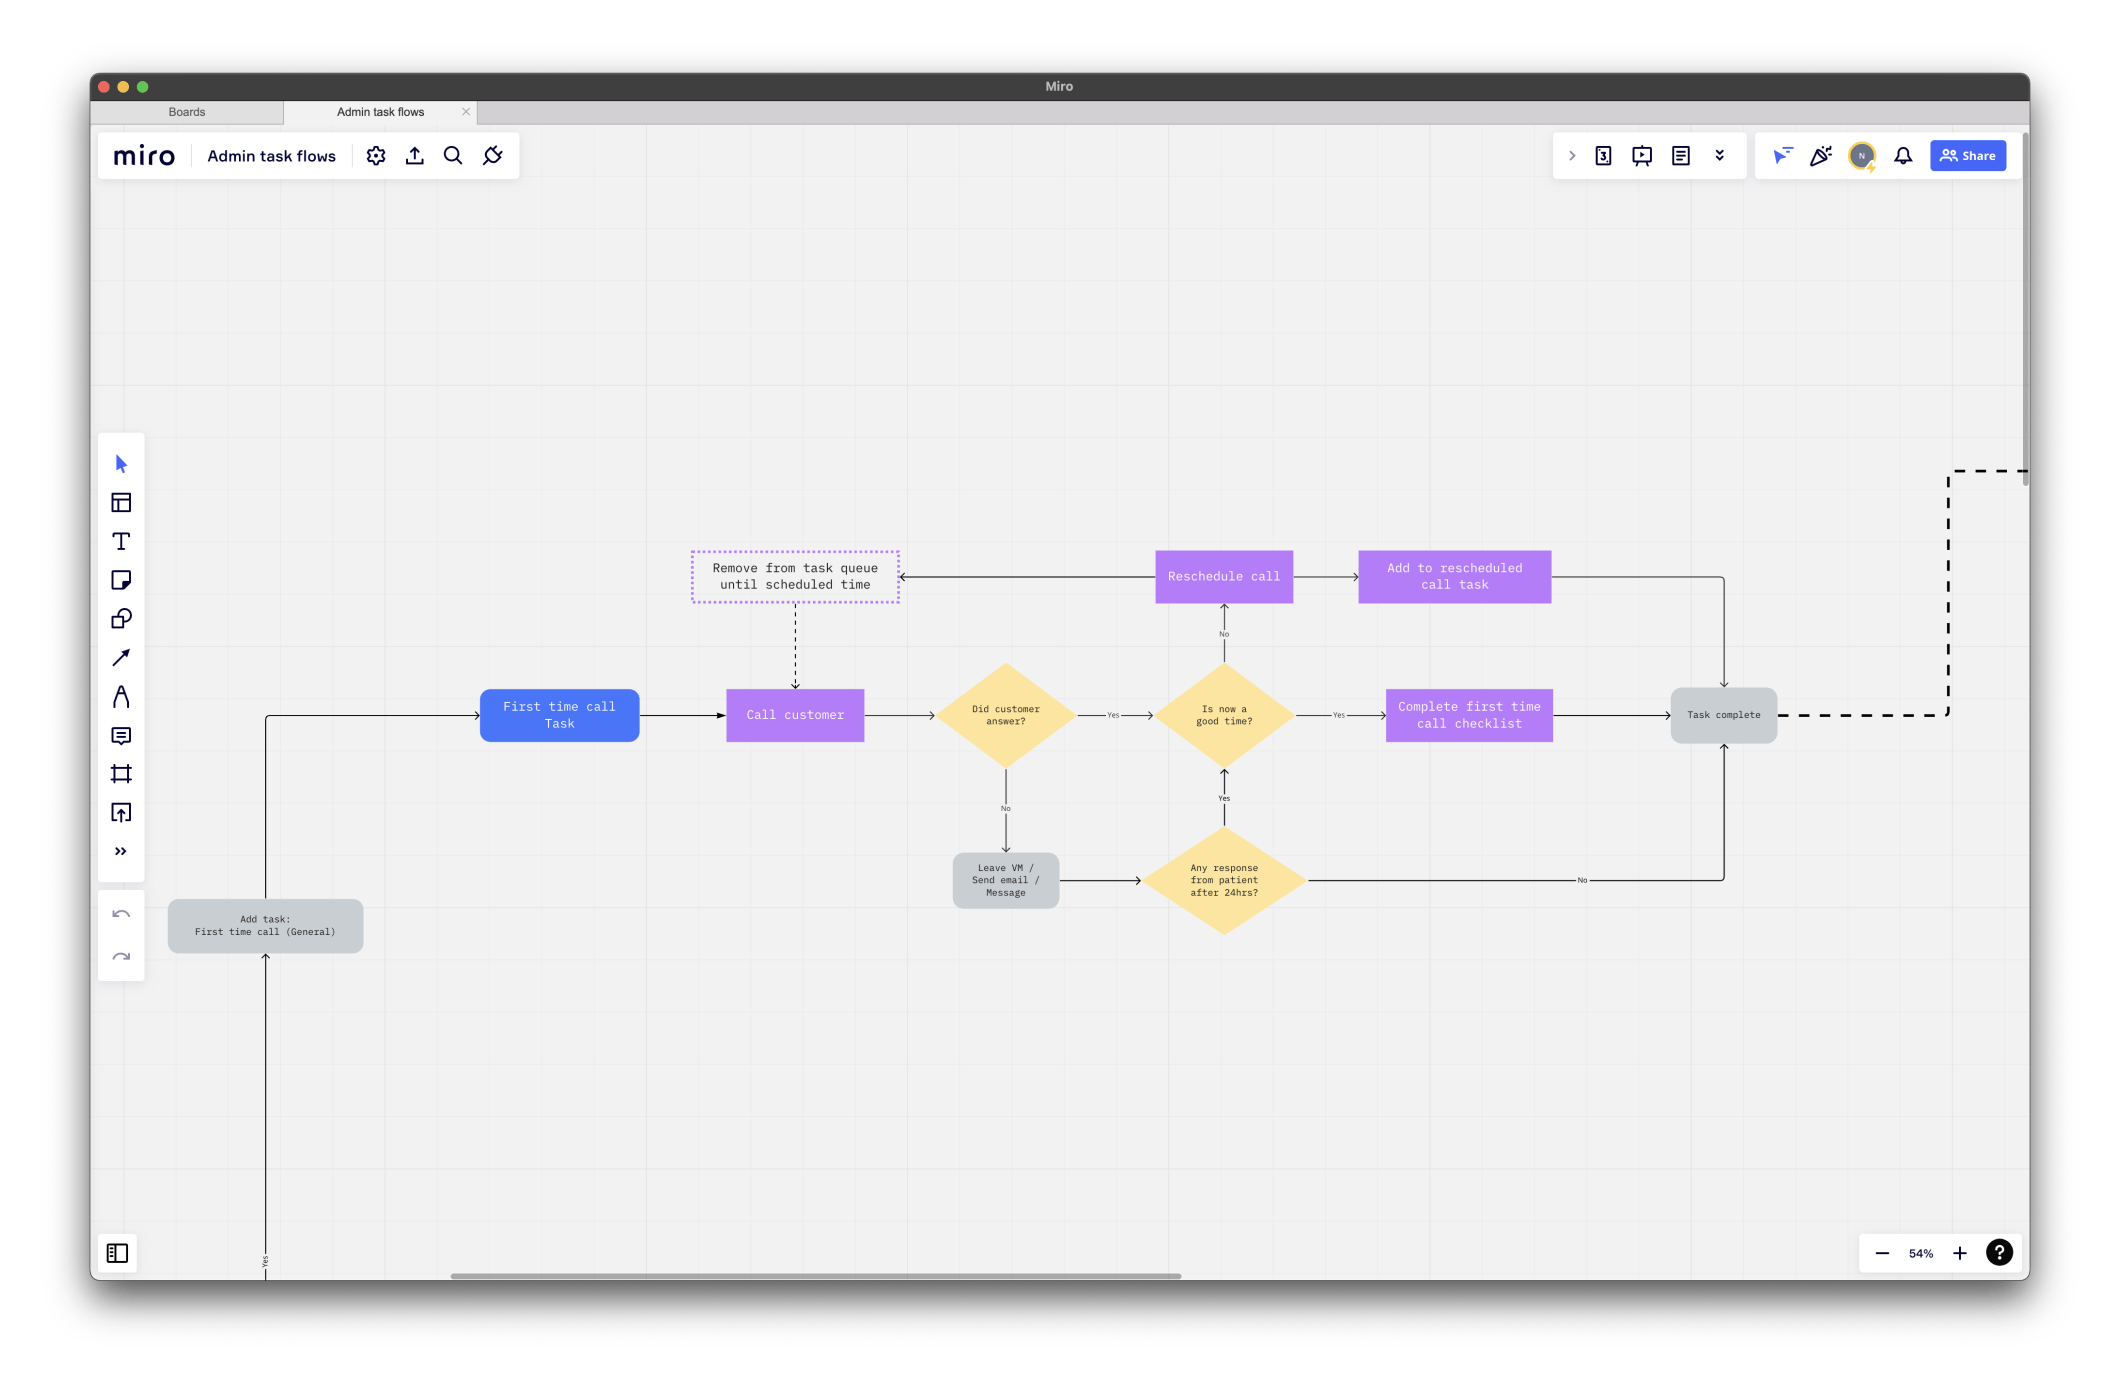 Miro
Boards
Admin task flows
miro
Admin task flows
3
N
Share
Remove from task queue
until scheduled time
Reschedule call
Add to rescheduled
call task
No
First time call
Task
Call customer
Did customer
answer?
Yes
Is now a
good time?
Yes
Complete first time
call checklist
Task complete
No
Yes
Leave VM /
Send email /
Message
Any response
from patient
after 24hrs?
No
Add task:
First time call (General)
Yes
54%
?